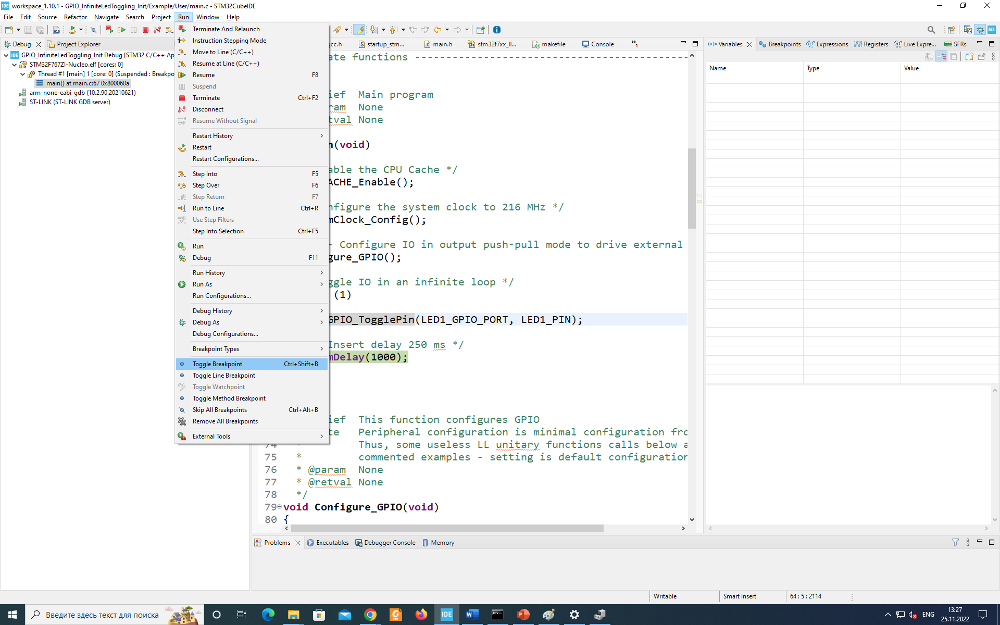 workspace_1.10.1 - GPIO_InfiniteLedToggling_Init/Example/User/main.c - STM32CubeIDE
File Edit Source Refactor Navigate Search Project Run Window Help
Debug
Project Explorer
GPIO_InfiniteLedToggling_Init Debug [STM32 C/C++ Ap
STM32F767ZI-Nucleo.elf [cores: 0]
Thread #1 [main] 1 [core: 0] (Suspended : Breakpo
main() at main.c:67 0x800060a
arm-none-eabi-gdb (10.2.90.20210621)
ST-LINK (ST-LINK GDB server)
Terminate And Relaunch
Instruction Stepping Mode
Move to Line (C/C++)
Resume at Line (C/C++)
Resume F8
Suspend
Terminate Ctrl+F2
Disconnect
Resume Without Signal
Restart History
Restart
Restart Configurations...
Step Into F5
Step Over F6
Step Return F7
Run to Line Ctrl+R
Use Step Filters
Step Into Selection Ctrl+F5
Run
Debug F11
Run History
Run As
Run Configurations...
Debug History
Debug As
Debug Configurations...
Breakpoint Types
Toggle Breakpoint Ctrl+Shift+B
Toggle Line Breakpoint
Toggle Watchpoint
Toggle Method Breakpoint
Skip All Breakpoints Ctrl+Alt+B
Remove All Breakpoints
External Tools
gcc.h startup_stm... main.h stm32f7xx_ll... makefile Console 1
ate functions --------------------------------------------
ief Main program
ram None
tval None
n(void)
able the CPU Cache */
ACHE_Enable();
nfigure the system clock to 216 MHz */
mClock_Config();
- Configure IO in output push-pull mode to drive external
gure_GPIO();
ggle IO in an infinite loop */
(1)
GPIO_TogglePin(LED1_GPIO_PORT, LED1_PIN);
Insert delay 250 ms */
mDelay(1000);
ief This function configures GPIO
te Peripheral configuration is minimal configuration fro
74 * Thus, some useless LL unitary functions calls below a
75 * commented examples - setting is default configuration
76 * @param None
77 * @retval None
78 */
79 void Configure_GPIO(void)
80 {
(x)= Variables Breakpoints Expressions Registers Live Expre... SFRs
Name Type Value
Problems Executables Debugger Console Memory
Writable Smart Insert 64 : 5 : 2114
Введите здесь текст для поиска
IDE
ENG
13:27
25.11.2022